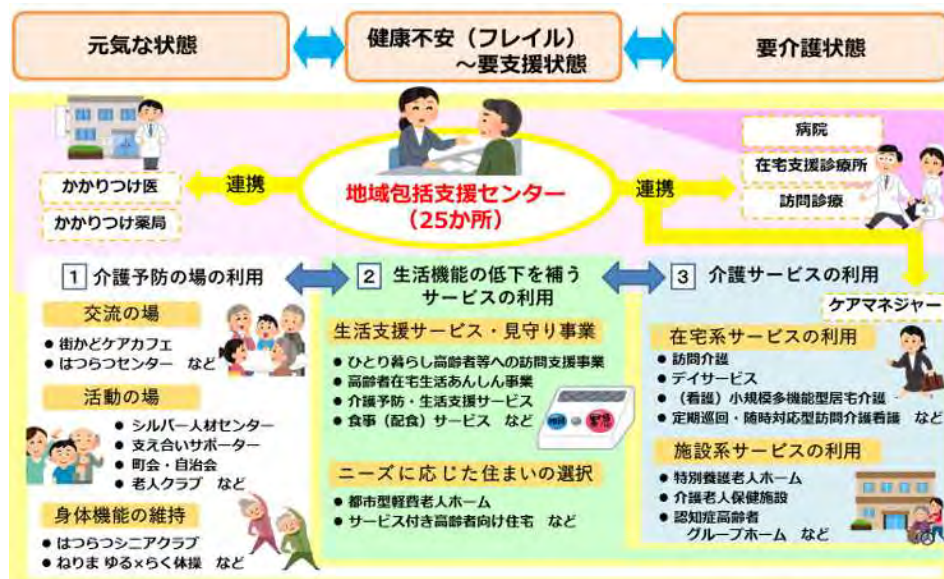 元気な状態
健康不安（フレイル）
～要支援状態
要介護状態
かかりつけ医
かかりつけ薬局
連携
地域包括支援センター
（25か所）
連携
病院
在宅支援診療所
訪問診療
ケアマネジャー
1 介護予防の場の利用
交流の場
● 街かどケアカフェ
● はつらつセンター など
活動の場
● シルバー人材センター
● 支え合いサポーター
● 町会・自治会
● 老人クラブ など
身体機能の維持
● はつらつシニアクラブ
● ねりま ゆる×らく体操 など
2 生活機能の低下を補う
サービスの利用
生活支援サービス・見守り事業
● ひとり暮らし高齢者等への訪問支援事業
● 高齢者在宅生活あんしん事業
● 介護予防・生活支援サービス
● 食事（配食）サービス など
ニーズに応じた住まいの選択
● 都市型軽費老人ホーム
● サービス付き高齢者向け住宅 など
3 介護サービスの利用
在宅系サービスの利用
● 訪問介護
● デイサービス
● （看護）小規模多機能型居宅介護
● 定期巡回・随時対応型訪問介護看護 など
施設系サービスの利用
● 特別養護老人ホーム
● 介護老人保健施設
● 認知症高齢者
グループホーム など